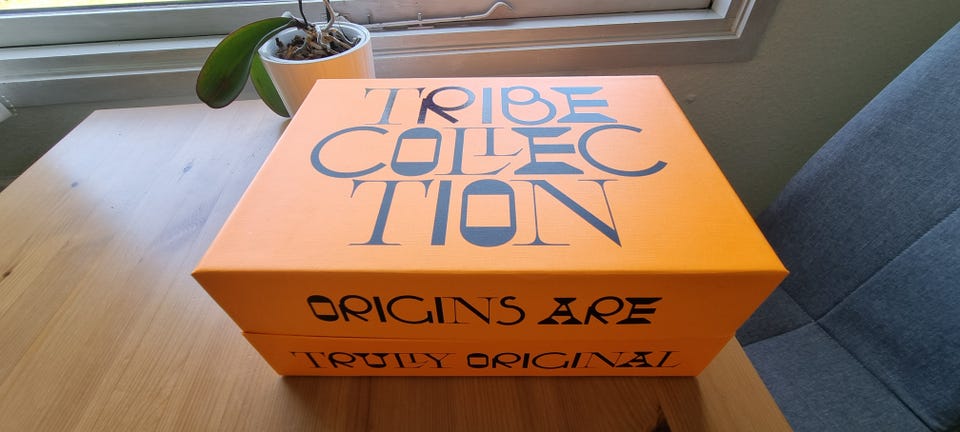 TRIBE
COLLEC
TION
ORIGINS ARE
TRULY ORIGINAL